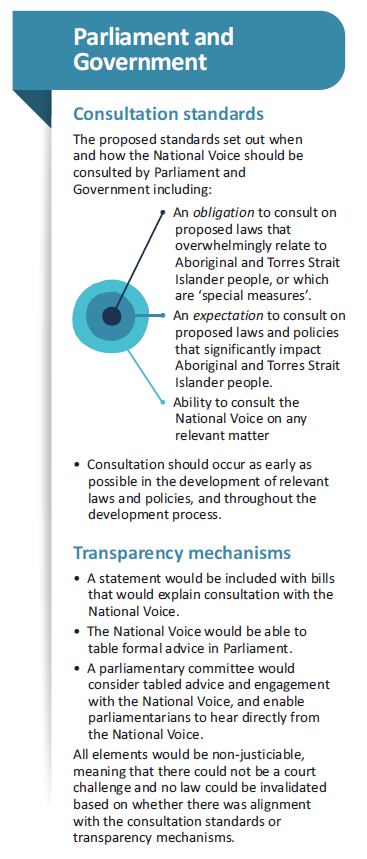 Parliament and
Government
Consultation standards
The proposed standards set out when
and how the National Voice should be
consulted by Parliament and
Government including:
An obligation to consult on
proposed laws that
overwhelmingly relate to
Aboriginal and Torres Strait
Islander people, or which
are ‘special measures’.
An expectation to consult on
proposed laws and policies
that significantly impact
Aboriginal and Torres Strait
Islander people.
Ability to consult the
National Voice on any
relevant matter
• Consultation should occur as early as
possible in the development of relevant
laws and policies, and throughout the
development process.
Transparency mechanisms
• A statement would be included with bills
that would explain consultation with the
National Voice.
• The National Voice would be able to
table formal advice in Parliament.
• A parliamentary committee would
consider tabled advice and engagement
with the National Voice, and enable
parliamentarians to hear directly from
the National Voice.
All elements would be non-justiciable,
meaning that there could not be a court
challenge and no law could be invalidated
based on whether there was alignment
with the consultation standards or
transparency mechanisms.